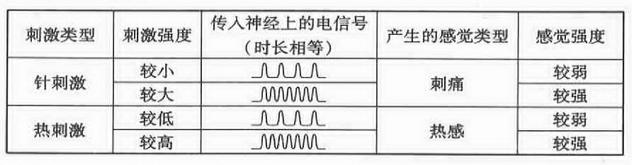 刺激类型 刺激强度 传入神经上的电信号(时长相等) 产生的感觉类型 感觉强度
针刺激 较小 刺痛 较弱
较大 较强
热刺激 较低 热感 较弱
较高 较强